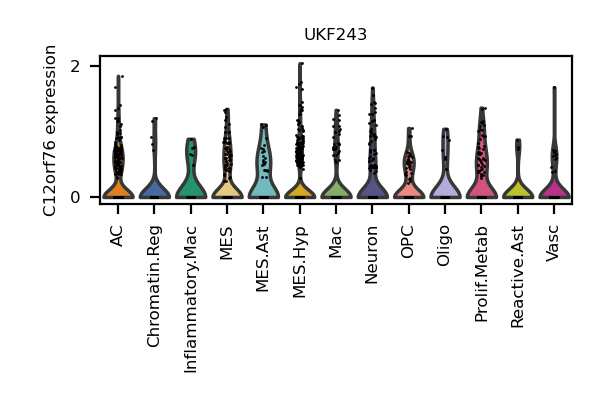 UKF243
C12orf76 expression
2
0
AC
Chromatin.Reg
Inflammatory.Mac
MES
MES.Ast
MES.Hyp
Mac
Neuron
OPC
Oligo
Prolif.Metab
Reactive.Ast
Vasc